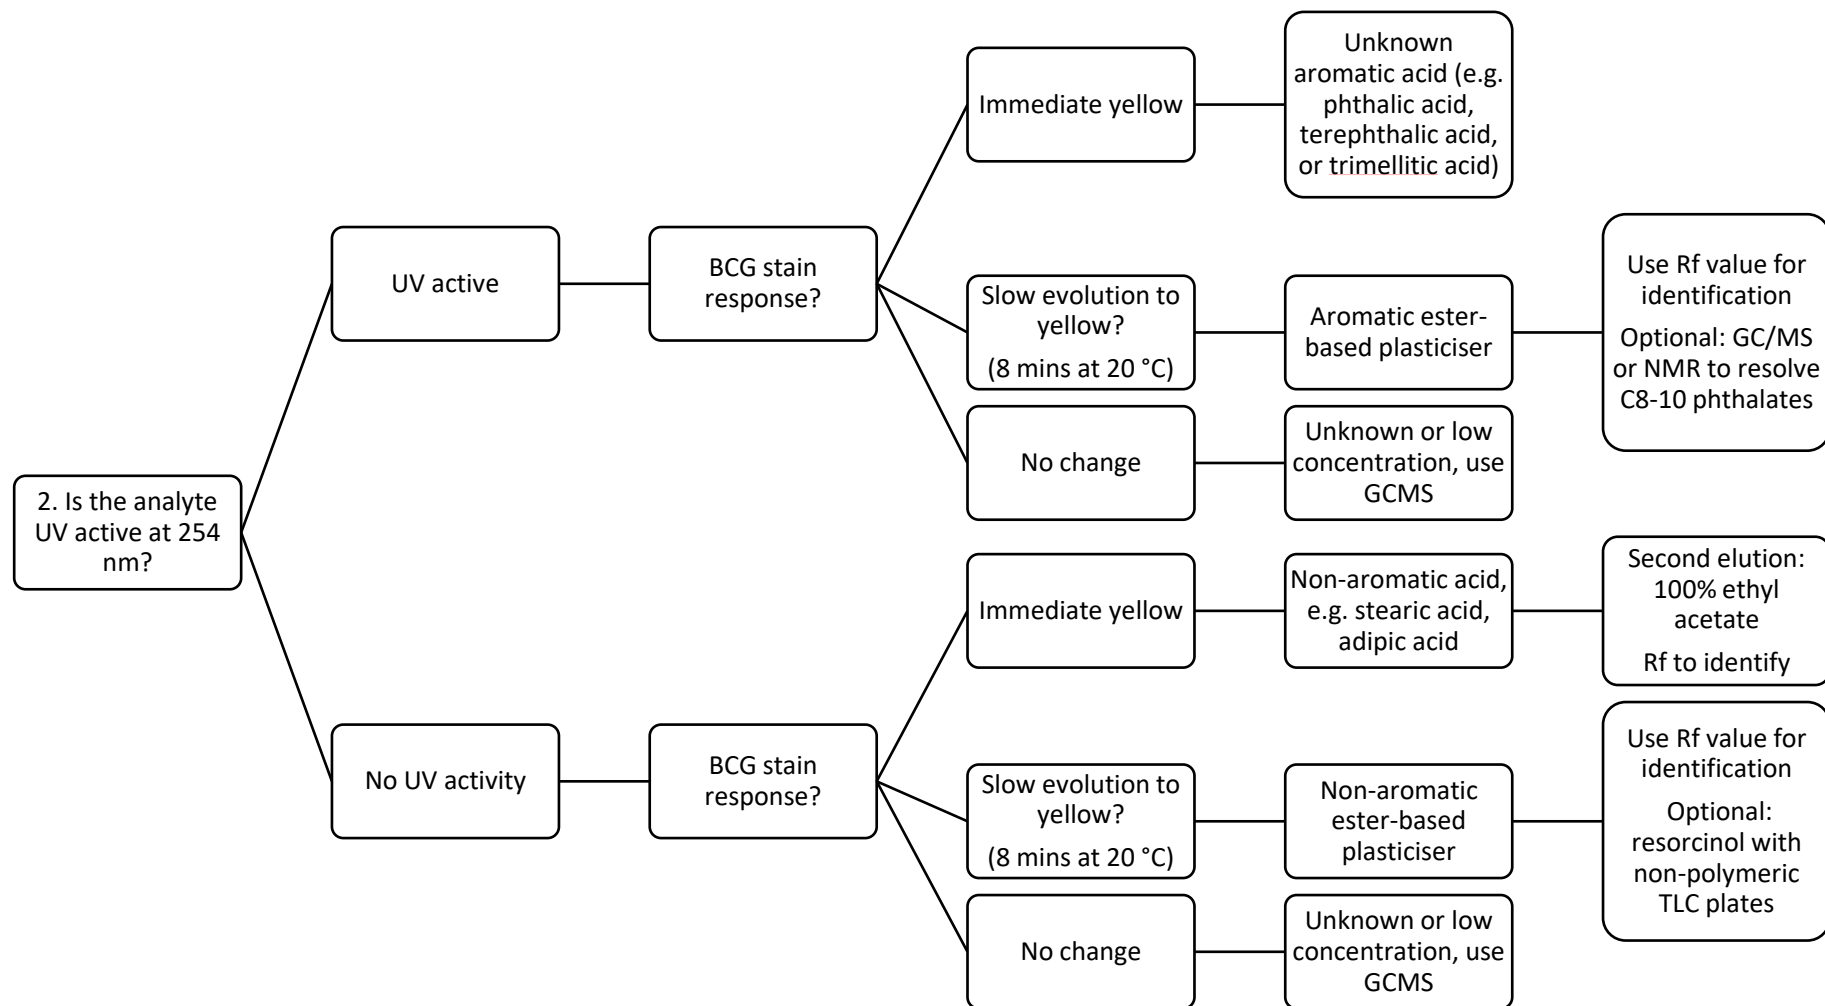 2. Is the analyte
UV active at 254
nm?
UV active
BCG stain
response?
Immediate yellow
Unknown
aromatic acid (e.g.
phthalic acid,
terephthalic acid,
or trimellitic acid)
Slow evolution to
yellow?
(8 mins at 20 °C)
Aromatic ester-
based plasticiser
Use Rf value for
identification
Optional: GC/MS
or NMR to resolve
C8-10 phthalates
No change
Unknown or low
concentration, use
GCMS
No UV activity
BCG stain
response?
Immediate yellow
Non-aromatic acid,
e.g. stearic acid,
adipic acid
Second elution:
100% ethyl
acetate
Rf to identify
Slow evolution to
yellow?
(8 mins at 20 °C)
Non-aromatic
ester-based
plasticiser
Use Rf value for
identification
Optional:
resorcinol with
non-polymeric
TLC plates
No change
Unknown or low
concentration, use
GCMS